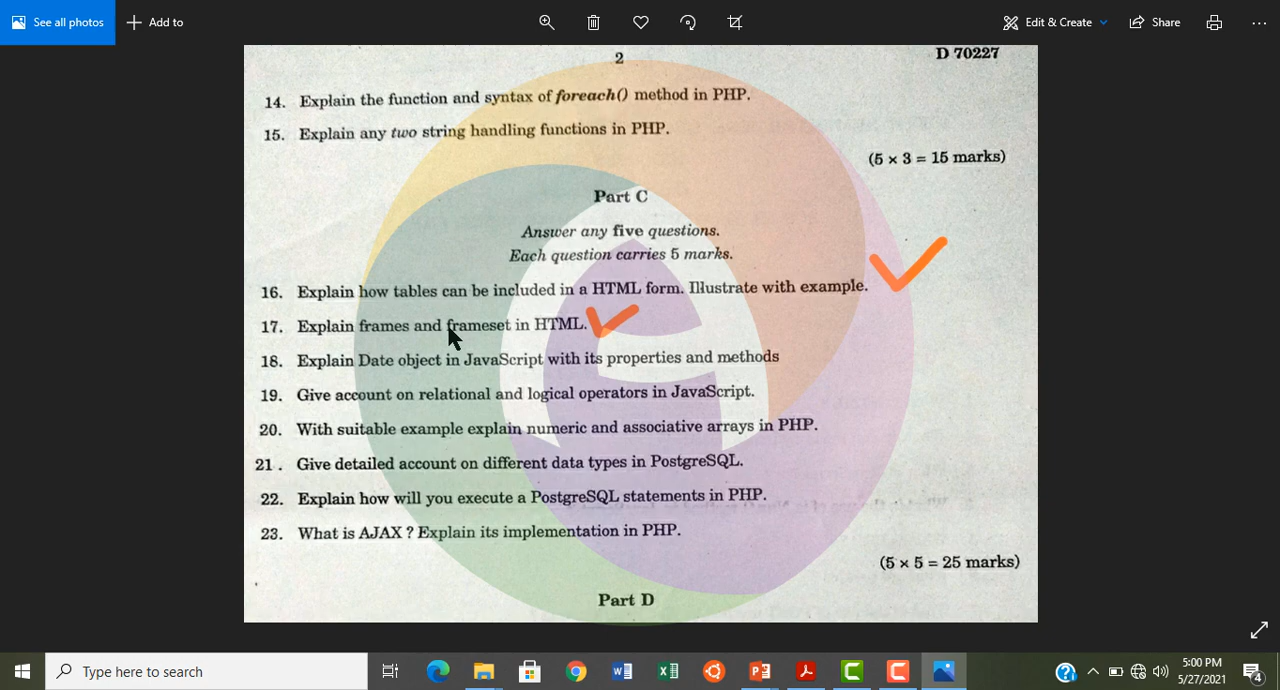 See all photos
Add to
Edit & Create
Share
2
D 70227
14. Explain the function and syntax of foreach() method in PHP.
15. Explain any two string handling functions in PHP.
(5 × 3 = 15 marks)
Part C
Answer any five questions.
Each question carries 5 marks.
16. Explain how tables can be included in a HTML form. Illustrate with example.
17. Explain frames and frameset in HTML.
18. Explain Date object in JavaScript with its properties and methods
19. Give account on relational and logical operators in JavaScript.
20. With suitable example explain numeric and associative arrays in PHP.
21. Give detailed account on different data types in PostgreSQL.
22. Explain how will you execute a PostgreSQL statements in PHP.
23. What is AJAX ? Explain its implementation in PHP.
(5 × 5 = 25 marks)
Part D
Type here to search
5:00 PM
5/27/2021
4